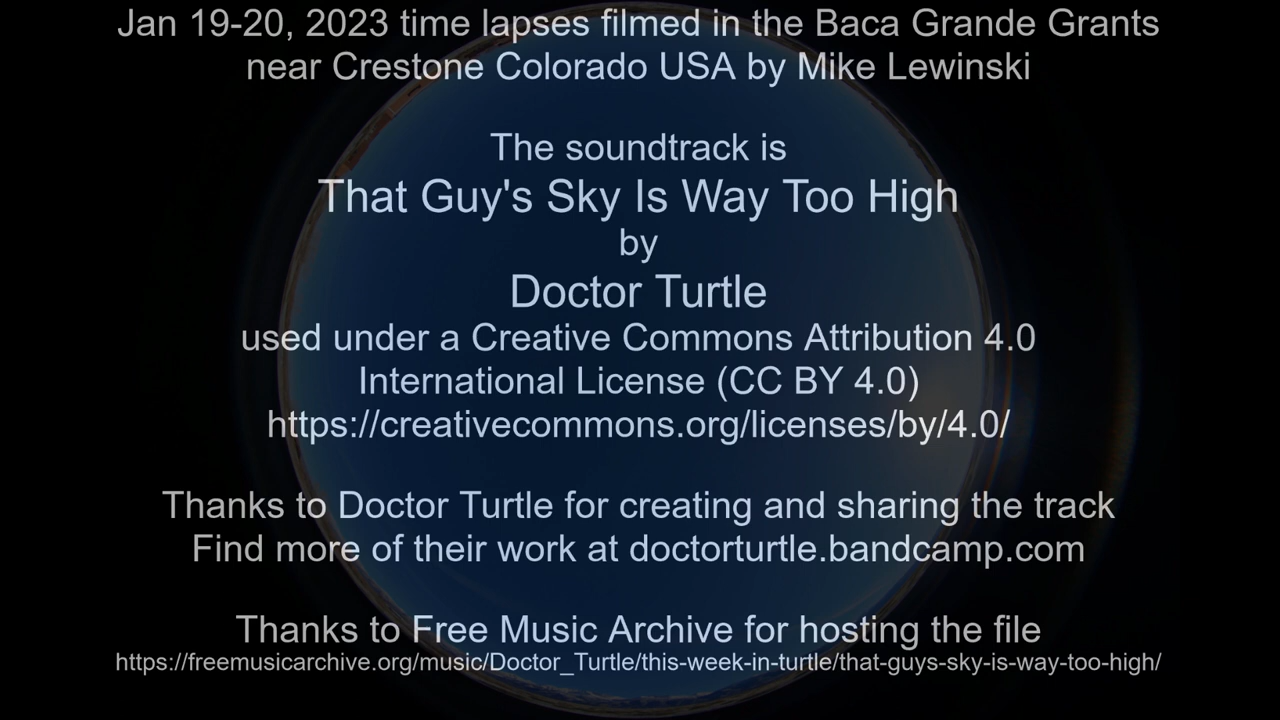 Jan 19-20, 2023 time lapses filmed in the Baca Grande Grants
near Crestone Colorado USA by Mike Lewinski
The soundtrack is
That Guy's Sky Is Way Too High
by
Doctor Turtle
used under a Creative Commons Attribution 4.0
International License (CC BY 4.0)
https://creativecommons.org/licenses/by/4.0/
Thanks to Doctor Turtle for creating and sharing the track
Find more of their work at doctorturtle.bandcamp.com
Thanks to Free Music Archive for hosting the file
https://freemusicarchive.org/music/Doctor_Turtle/this-week-in-turtle/that-guys-sky-is-way-too-high/